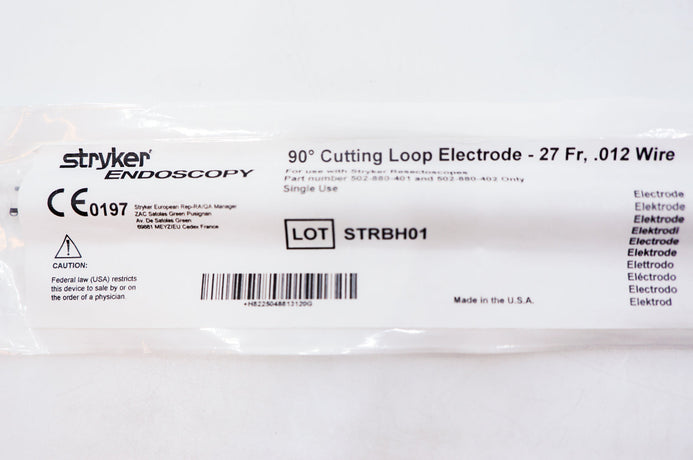 stryker®
ENDOSCOPY
90° Cutting Loop Electrode - 27 Fr, .012 Wire
For use with Stryker Resectoscopes
Part number 502-880-401 and 502-880-402 Only
Single Use
CE 0197
Stryker European Rep-RA/QA Manager
ZAC Satolas Green Pusignan
Av. De Satolas Green
69881 MEYZIEU Cedex France
LOT STRBH01
CAUTION:
Federal law (USA) restricts
this device to sale by or on
the order of a physician.
Made in the U.S.A.
Electrode
Elektrode
Elektrode
Elektrodi
Electrode
Elektrode
Elettrodo
Eléctrodo
Electrodo
Elektrod